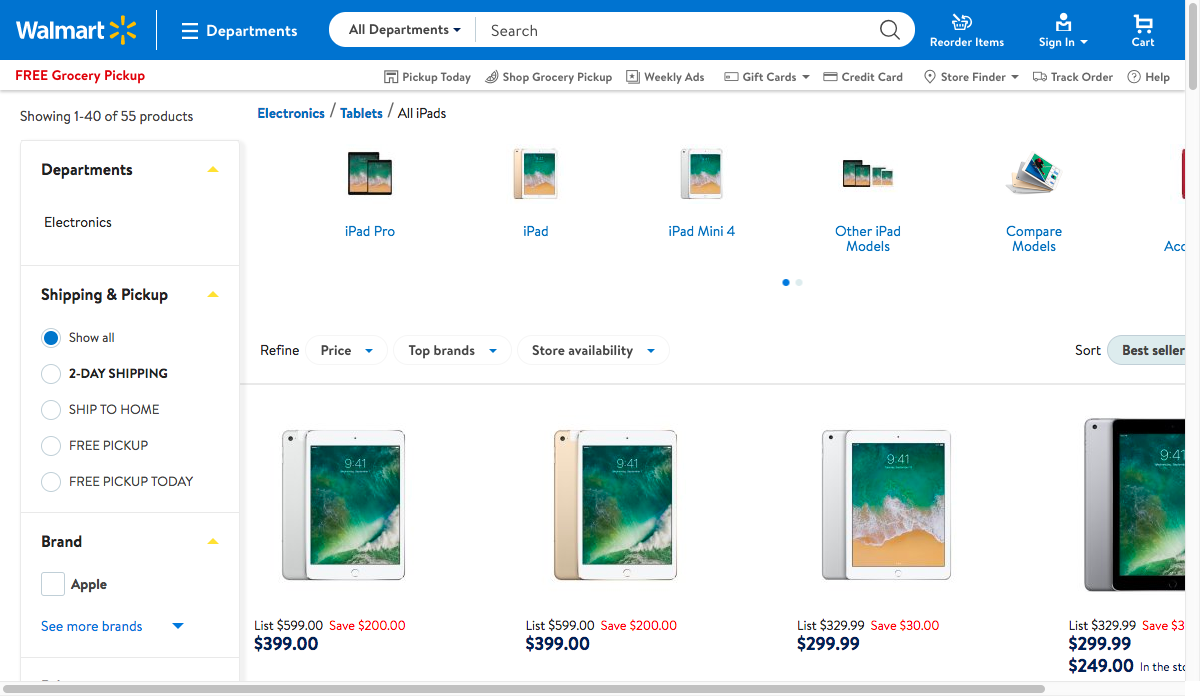 Walmart
Departments
All Departments
Search
Reorder Items
Sign In
Cart
FREE Grocery Pickup
Pickup Today
Shop Grocery Pickup
Weekly Ads
Gift Cards
Credit Card
Store Finder
Track Order
Help
Showing 1-40 of 55 products
Electronics / Tablets / All iPads
Departments
Electronics
Shipping & Pickup
Show all
2-DAY SHIPPING
SHIP TO HOME
FREE PICKUP
FREE PICKUP TODAY
Brand
Apple
See more brands
iPad Pro
iPad
iPad Mini 4
Other iPad
Models
Compare
Models
Acc
Refine
Price
Top brands
Store availability
Sort
Best seller
9:41
9:41
9:41
9:41
List $599.00 Save $200.00
$399.00
List $599.00 Save $200.00
$399.00
List $329.99 Save $30.00
$299.99
List $329.99 Save $3
$299.99
$249.00 In the sto